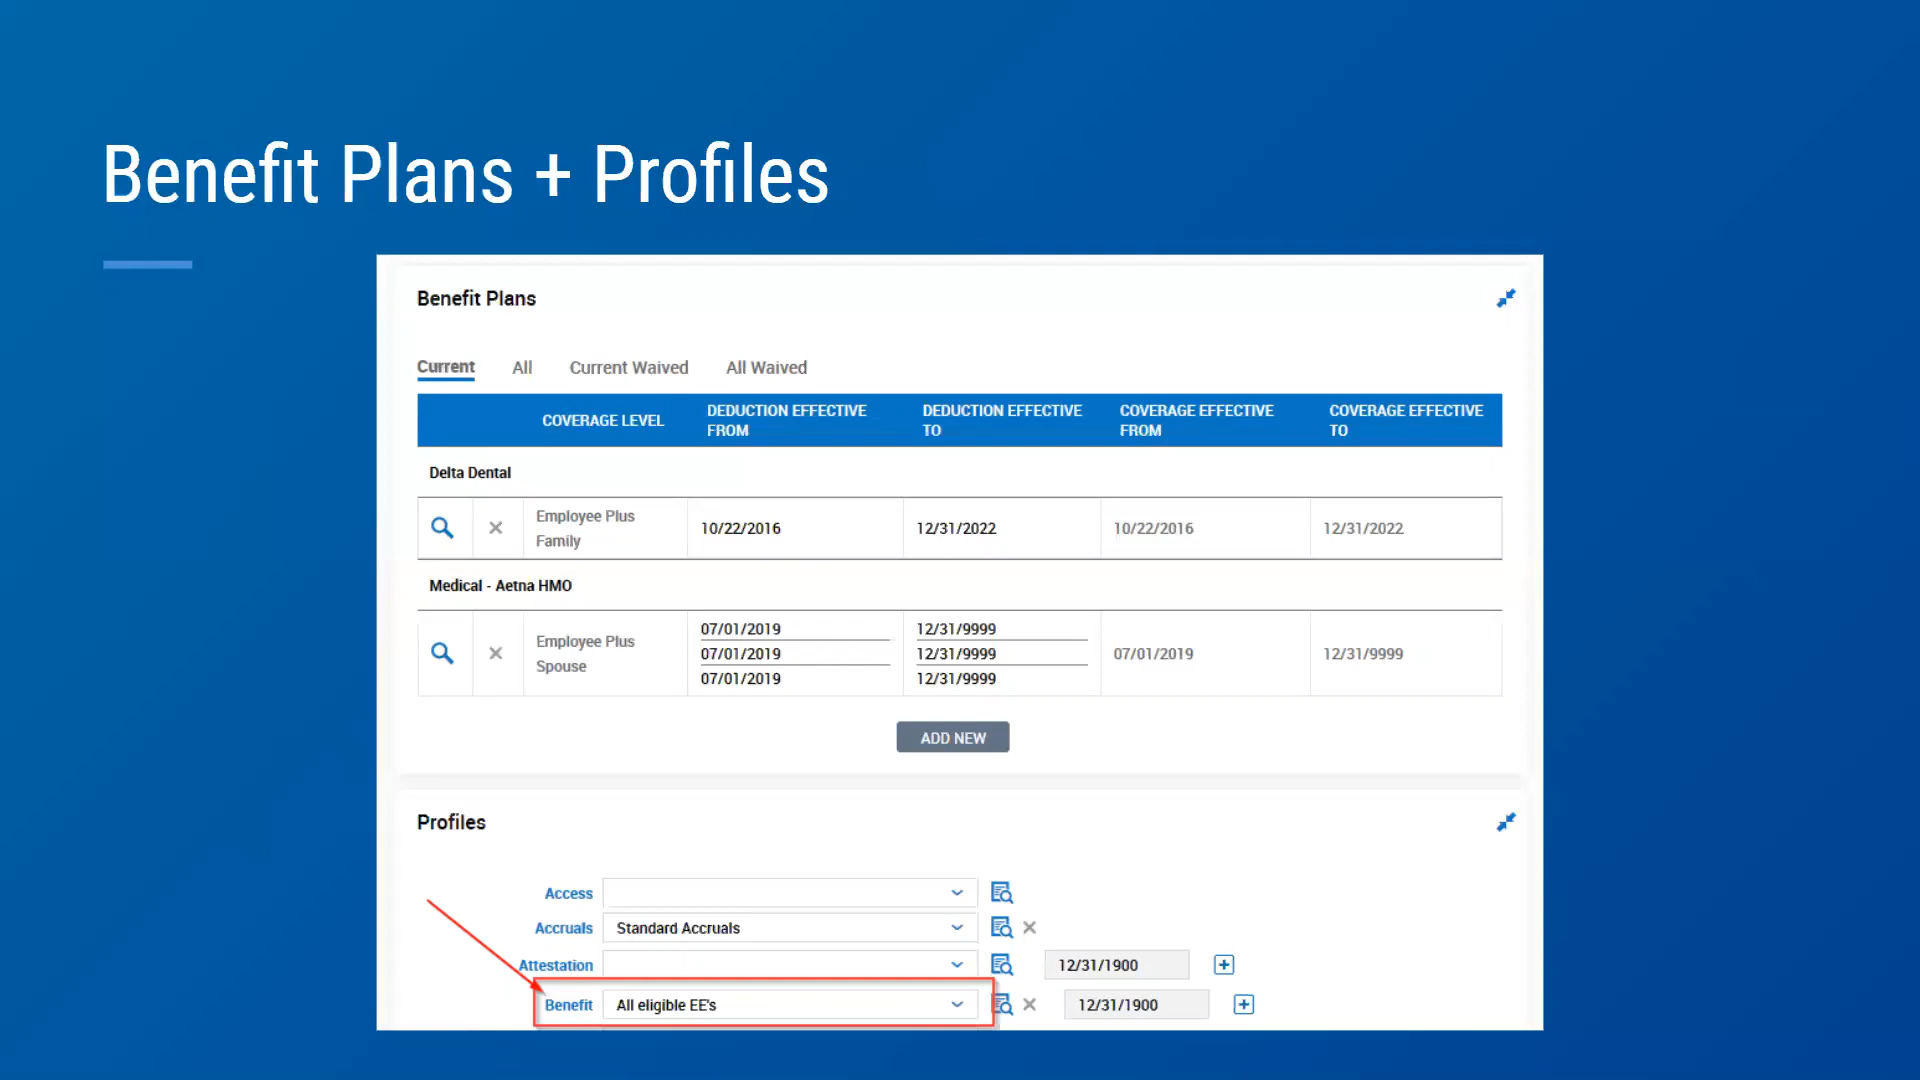 Benefit Plans + Profiles
Benefit Plans
Current All Current Waived All Waived
COVERAGE LEVEL DEDUCTION EFFECTIVE FROM DEDUCTION EFFECTIVE TO COVERAGE EFFECTIVE FROM COVERAGE EFFECTIVE TO
Delta Dental
Employee Plus Family 10/22/2016 12/31/2022 10/22/2016 12/31/2022
Medical - Aetna HMO
Employee Plus Spouse 07/01/2019 12/31/9999 07/01/2019 12/31/9999
07/01/2019 12/31/9999
07/01/2019 12/31/9999
ADD NEW
Profiles
Access
Accruals Standard Accruals
Attestation 12/31/1900
Benefit All eligible EE's 12/31/1900